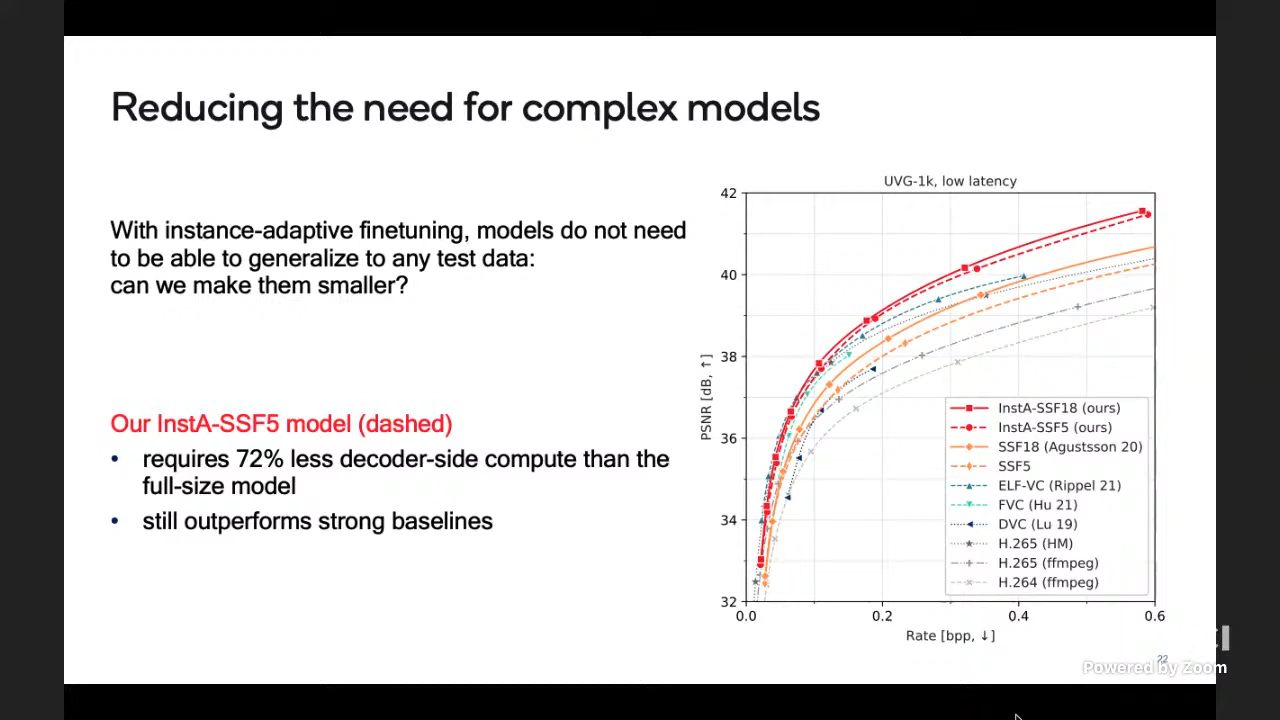 Reducing the need for complex models
With instance-adaptive finetuning, models do not need
to be able to generalize to any test data:
can we make them smaller?
Our InstA-SSF5 model (dashed)
• requires 72% less decoder-side compute than the
full-size model
• still outperforms strong baselines
UVG-1k, low latency
42
40
38
36
34
32
PSNR [dB, ↑]
InstA-SSF18 (ours)
InstA-SSF5 (ours)
SSF18 (Agustsson 20)
SSF5
ELF-VC (Rippel 21)
FVC (Hu 21)
DVC (Lu 19)
H.265 (HM)
H.265 (ffmpeg)
H.264 (ffmpeg)
0.0 0.2 0.4 0.6
Rate [bpp, ↓]
22
Powered by Zoom